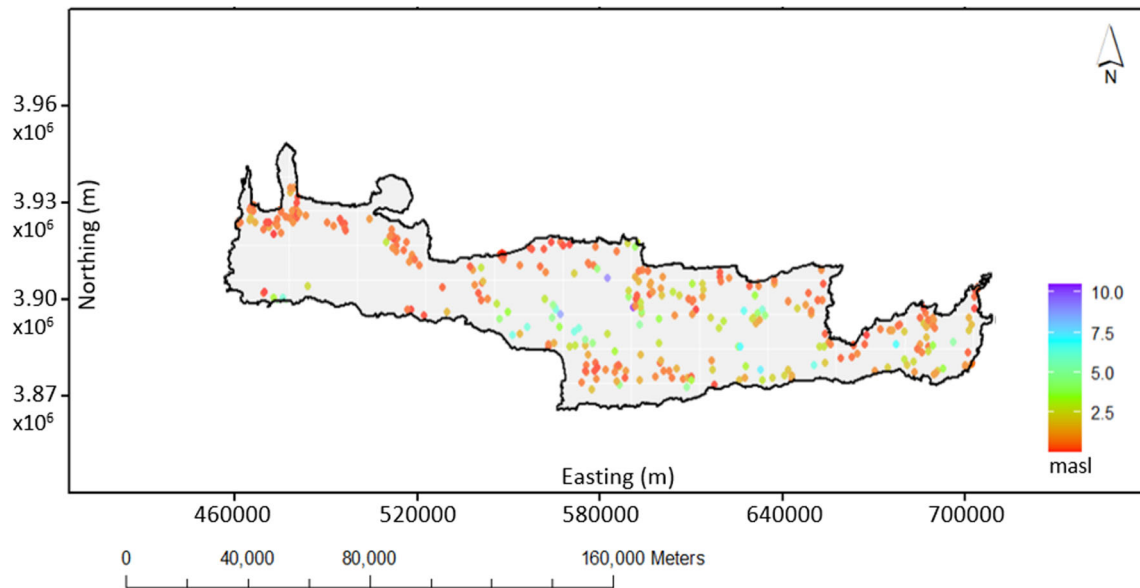 N
3.96
x10⁶
3.93
x10⁶
3.90
x10⁶
3.87
x10⁶
Northing (m)
10.0
7.5
5.0
2.5
masl
Easting (m)
460000 520000 580000 640000 700000
0 40,000 80,000 160,000 Meters